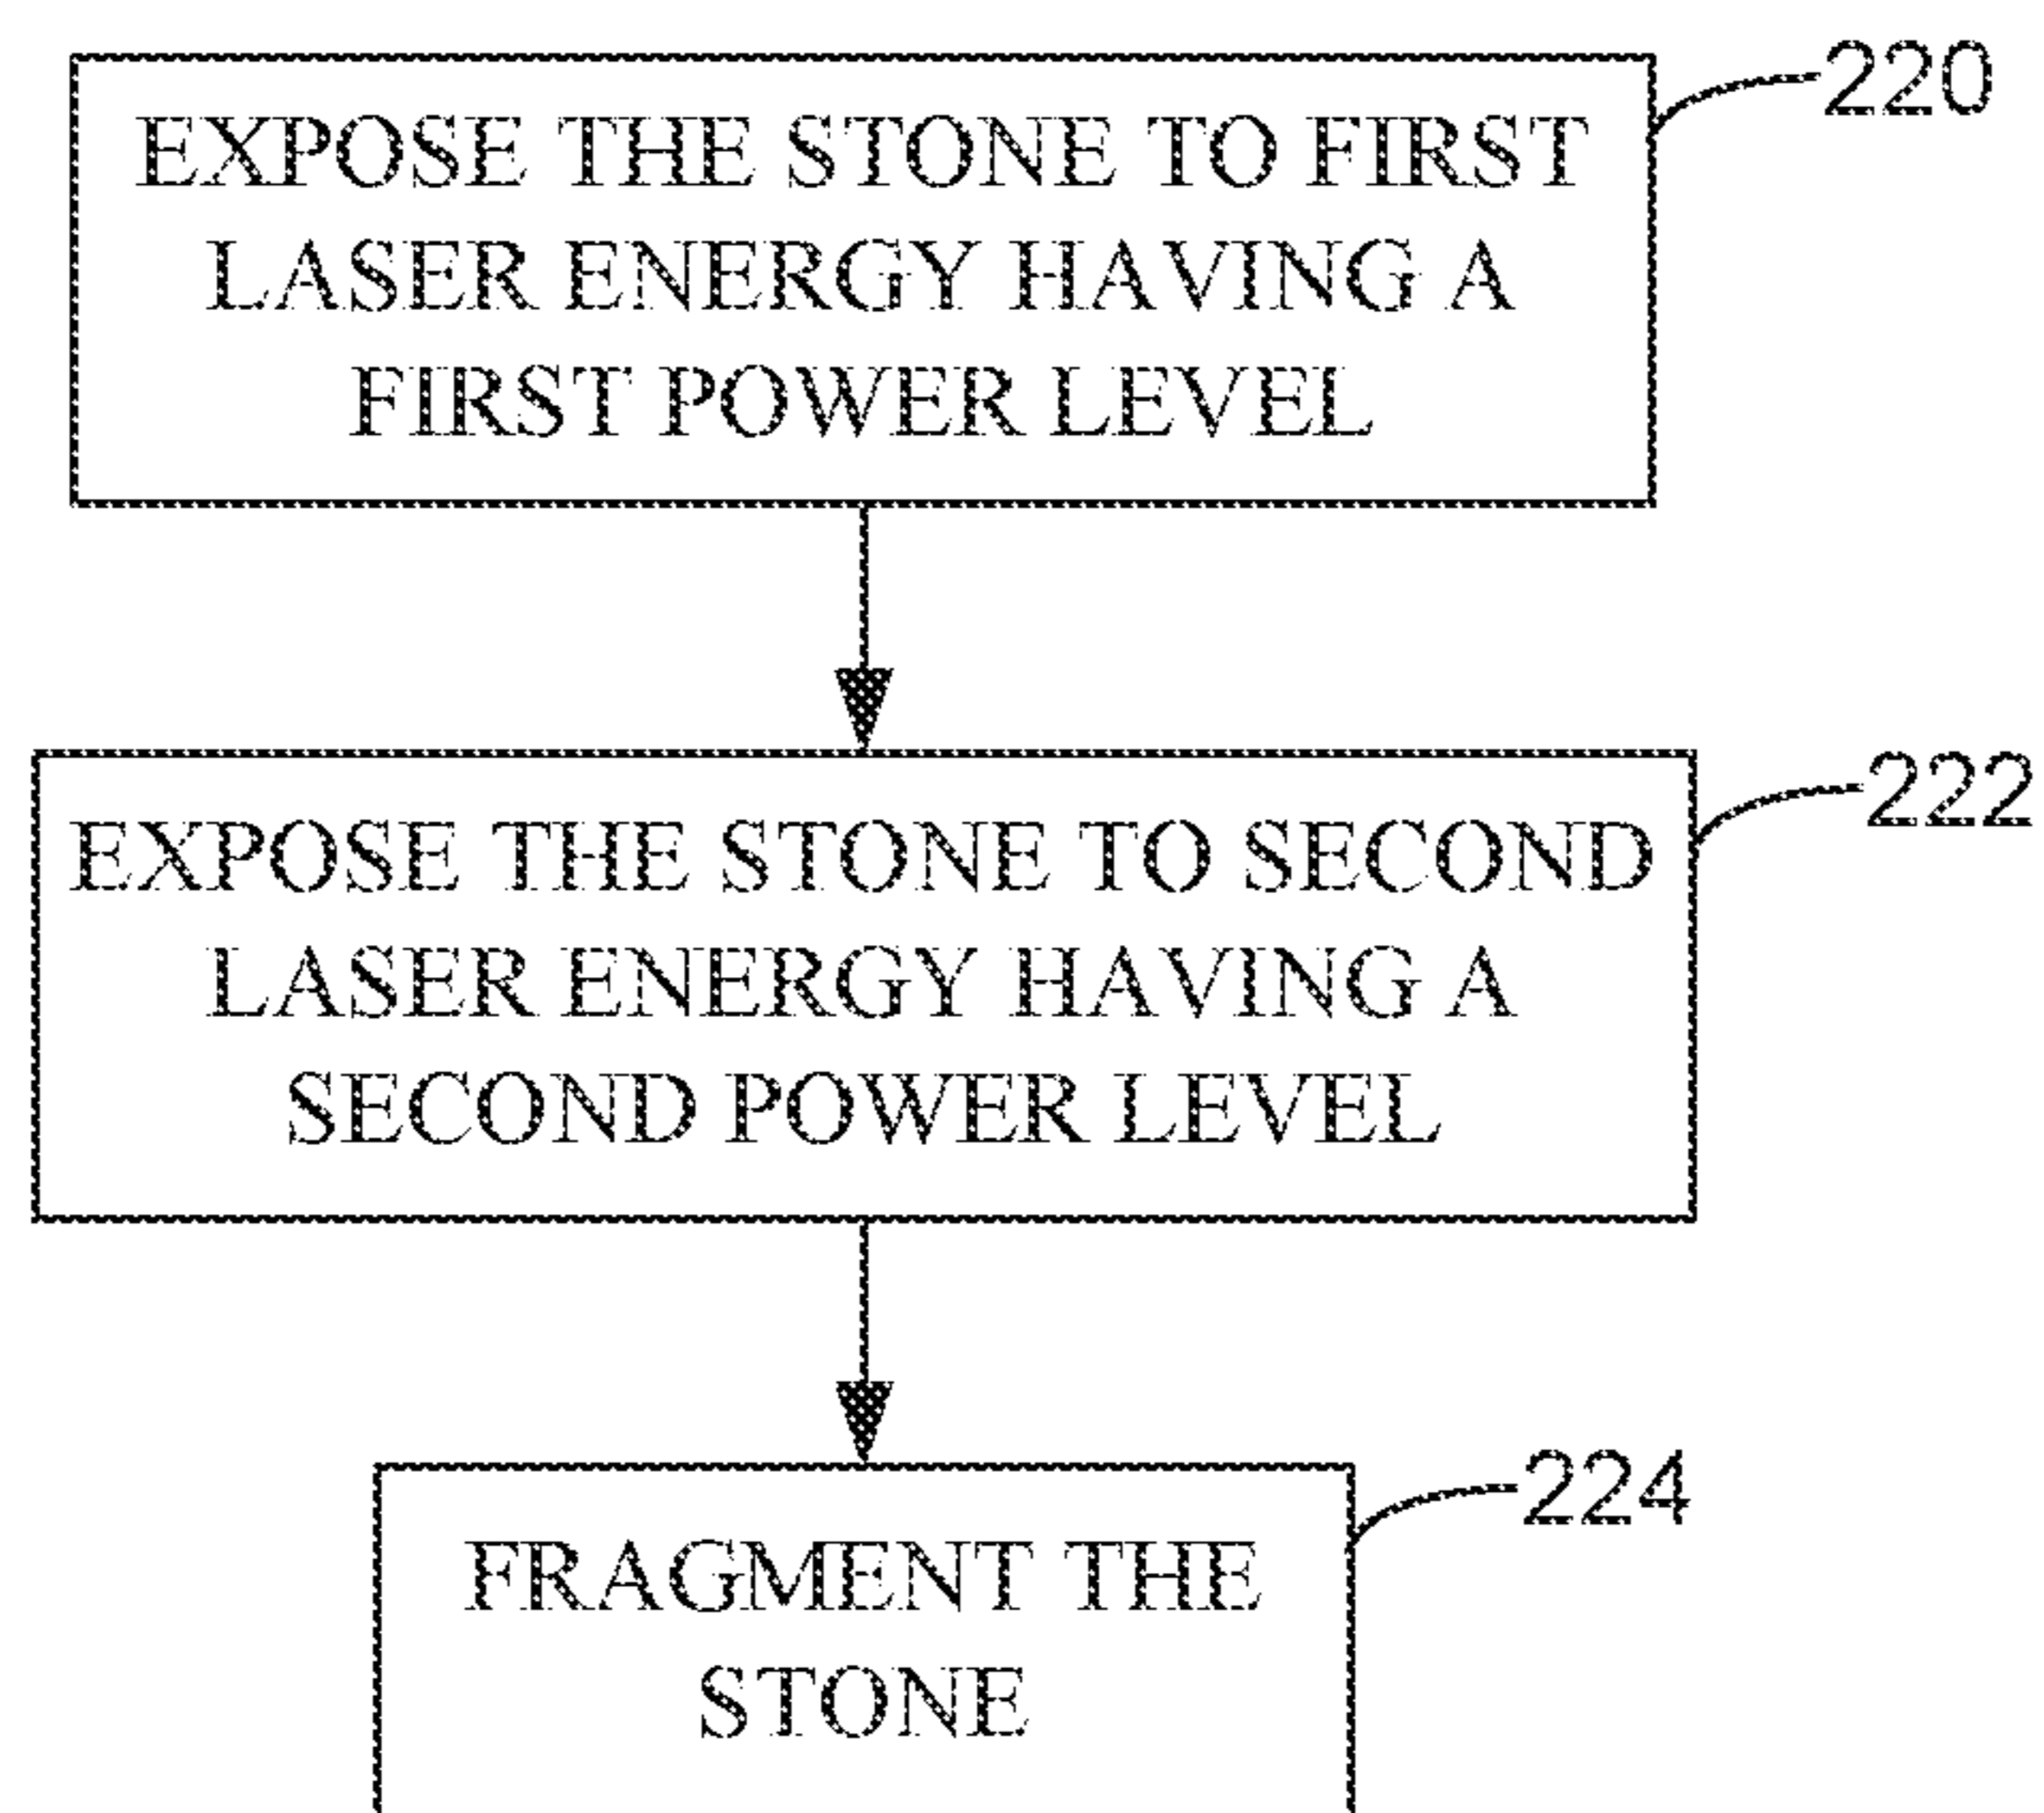 220
EXPOSE THE STONE TO FIRST
LASER ENERGY HAVING A
FIRST POWER LEVEL
222
EXPOSE THE STONE TO SECOND
LASER ENERGY HAVING A
SECOND POWER LEVEL
224
FRAGMENT THE
STONE